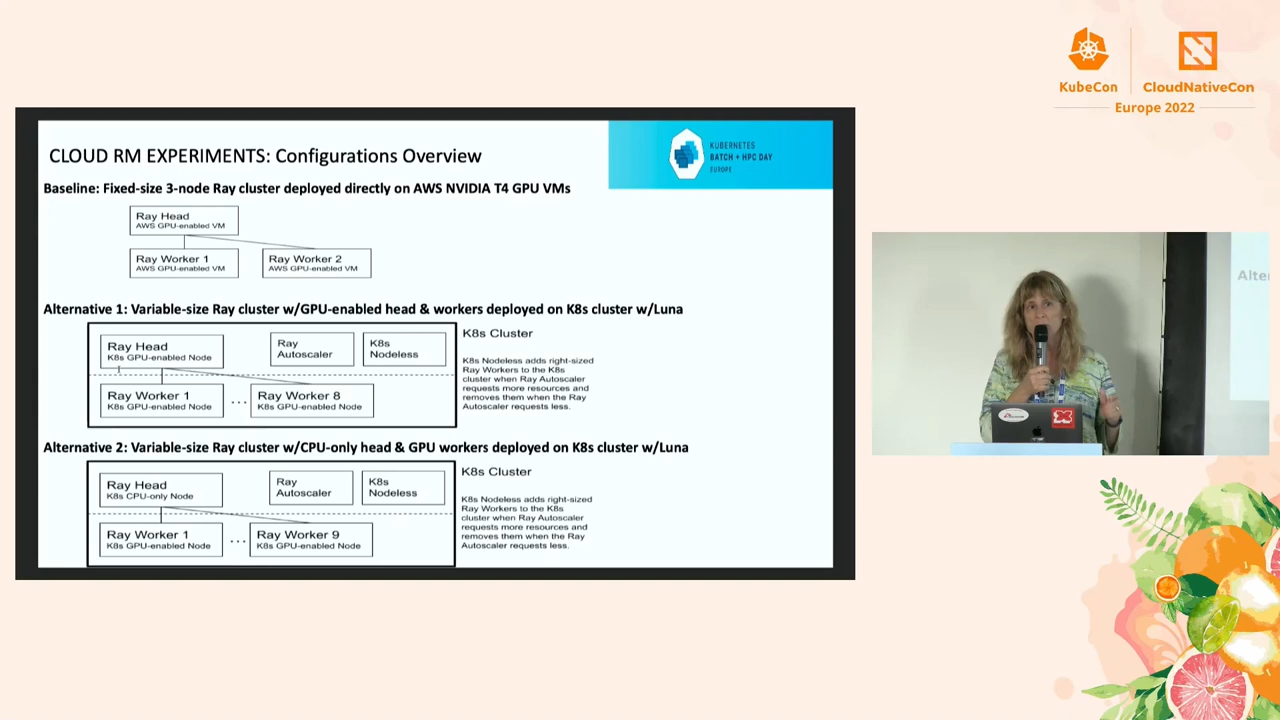 KubeCon
CloudNativeCon
Europe 2022
CLOUD RM EXPERIMENTS: Configurations Overview
KUBERNETES
BATCH + HPC DAY
EUROPE
Baseline: Fixed-size 3-node Ray cluster deployed directly on AWS NVIDIA T4 GPU VMs
Ray Head
AWS GPU-enabled VM
Ray Worker 1
AWS GPU-enabled VM
Ray Worker 2
AWS GPU-enabled VM
Alternative 1: Variable-size Ray cluster w/GPU-enabled head & workers deployed on K8s cluster w/Luna
Ray Head
K8s GPU-enabled Node
Ray
Autoscaler
K8s
Nodeless
Ray Worker 1
K8s GPU-enabled Node
...
Ray Worker 8
K8s GPU-enabled Node
K8s Cluster
K8s Nodeless adds right-sized
Ray Workers to the K8s
cluster when Ray Autoscaler
requests more resources and
removes them when the Ray
Autoscaler requests less.
Alternative 2: Variable-size Ray cluster w/CPU-only head & GPU workers deployed on K8s cluster w/Luna
Ray Head
K8s CPU-only Node
Ray
Autoscaler
K8s
Nodeless
Ray Worker 1
K8s GPU-enabled Node
...
Ray Worker 9
K8s GPU-enabled Node
K8s Cluster
K8s Nodeless adds right-sized
Ray Workers to the K8s
cluster when Ray Autoscaler
requests more resources and
removes them when the Ray
Autoscaler requests less.
Alte